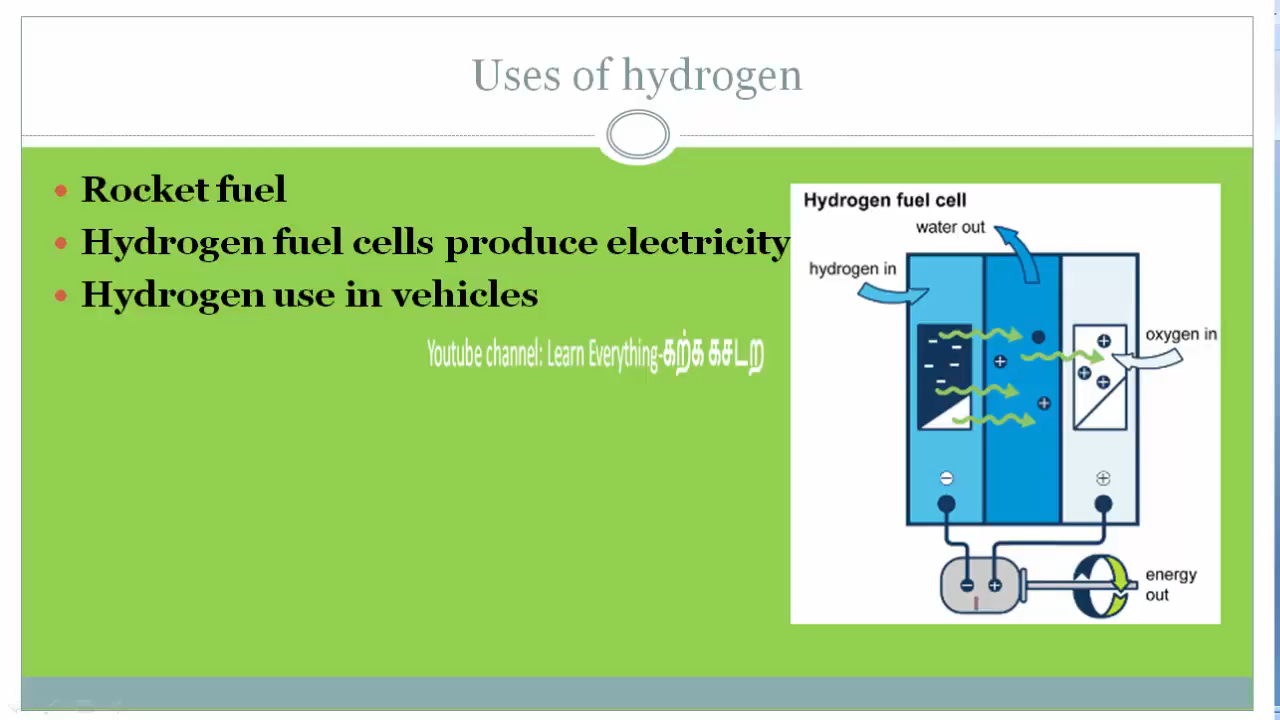 Uses of hydrogen
Rocket fuel
Hydrogen fuel cells produce electricity
Hydrogen use in vehicles
Youtube channel: Learn Everything-கற்க கசடற
Hydrogen fuel cell
water out
hydrogen in
oxygen in
energy
out